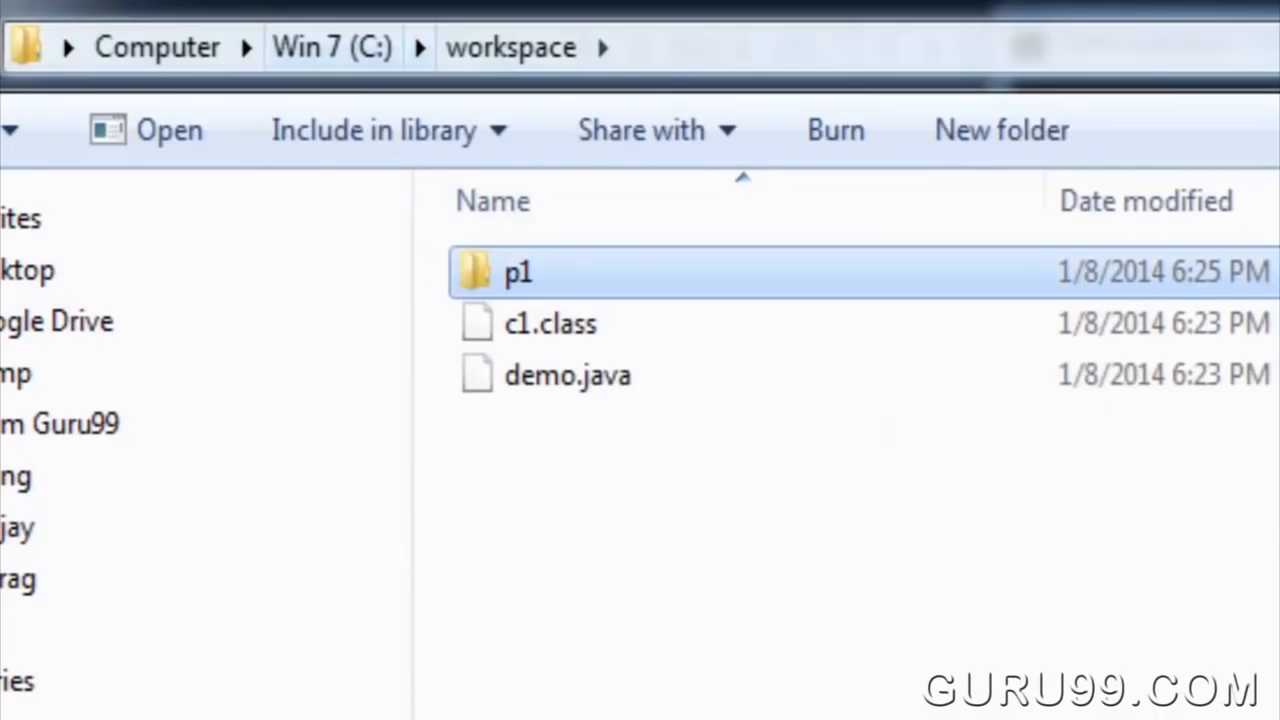 Computer Win 7 (C:) workspace
Open Include in library Share with Burn New folder
Name Date modified
ites
ktop
ogle Drive
mp
m Guru99
ng
jay
rag
ries
p1 1/8/2014 6:25 PM
c1.class 1/8/2014 6:23 PM
demo.java 1/8/2014 6:23 PM
GURU99.COM